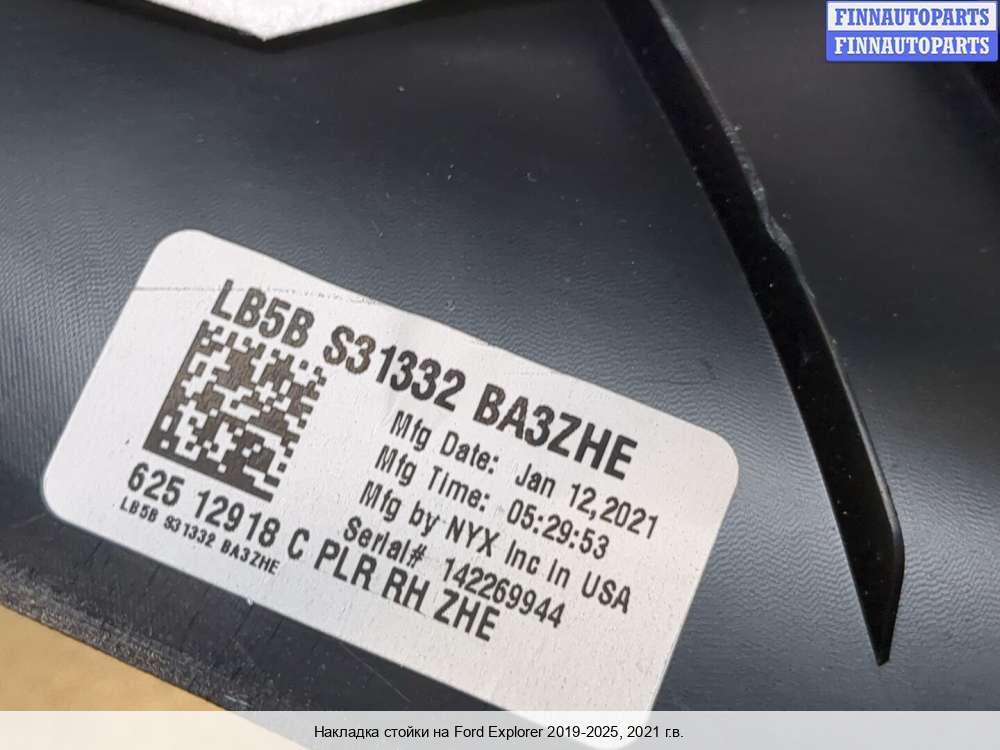 FINNAUTOPARTS
FINNAUTOPARTS
LB5B S31332 BA3ZHE
Mfg Date: Jan 12,2021
Mfg Time: 05:29:53
Mfg by NYX Inc in USA
Serial# 142269944
625 12918 C PLR RH ZHE
LB5B S31332 BA3ZHE
Накладка стойки на Ford Explorer 2019-2025, 2021 г.в.